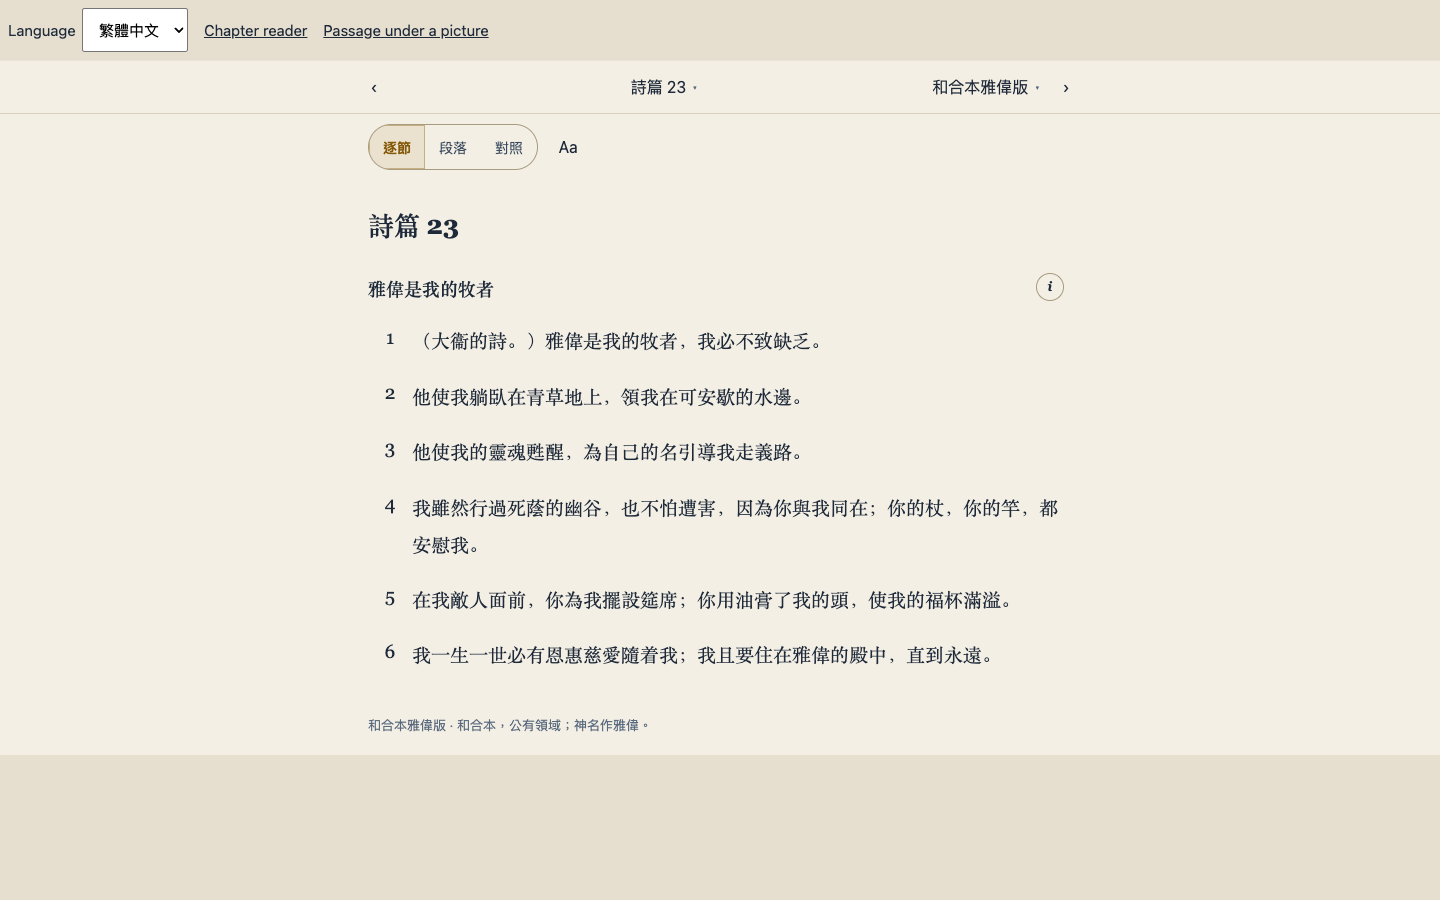 Language 繁體中文 Chapter reader Passage under a picture
‹ 詩篇 23 和合本雅偉版 ›
逐節 段落 對照 Aa
詩篇 23
雅偉是我的牧者 i
1 （大衞的詩。）雅偉是我的牧者，我必不致缺乏。
2 他使我躺臥在青草地上，領我在可安歇的水邊。
3 他使我的靈魂甦醒，為自己的名引導我走義路。
4 我雖然行過死蔭的幽谷，也不怕遭害，因為你與我同在；你的杖，你的竿，都
安慰我。
5 在我敵人面前，你為我擺設筵席；你用油膏了我的頭，使我的福杯滿溢。
6 我一生一世必有恩惠慈愛隨着我；我且要住在雅偉的殿中，直到永遠。
和合本雅偉版 · 和合本，公有領域；神名作雅偉。